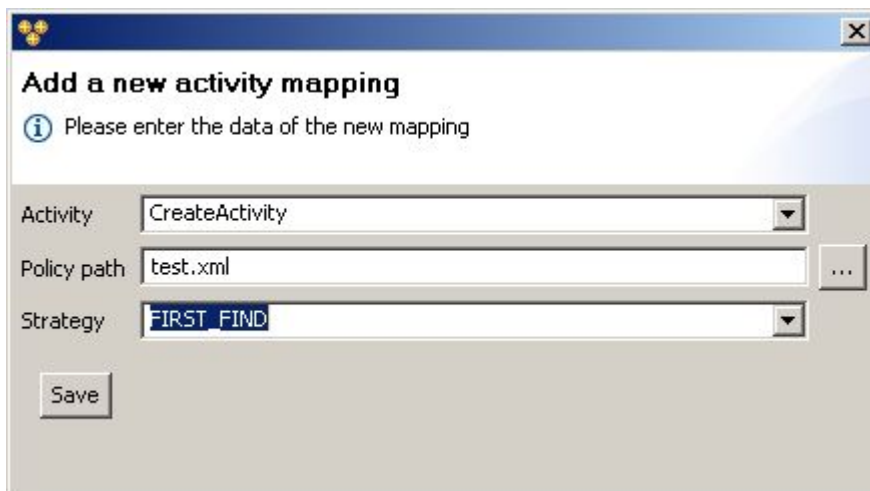 Add a new activity mapping
Please enter the data of the new mapping
Activity CreateActivity
Policy path test.xml ...
Strategy FIRST_FIND
Save